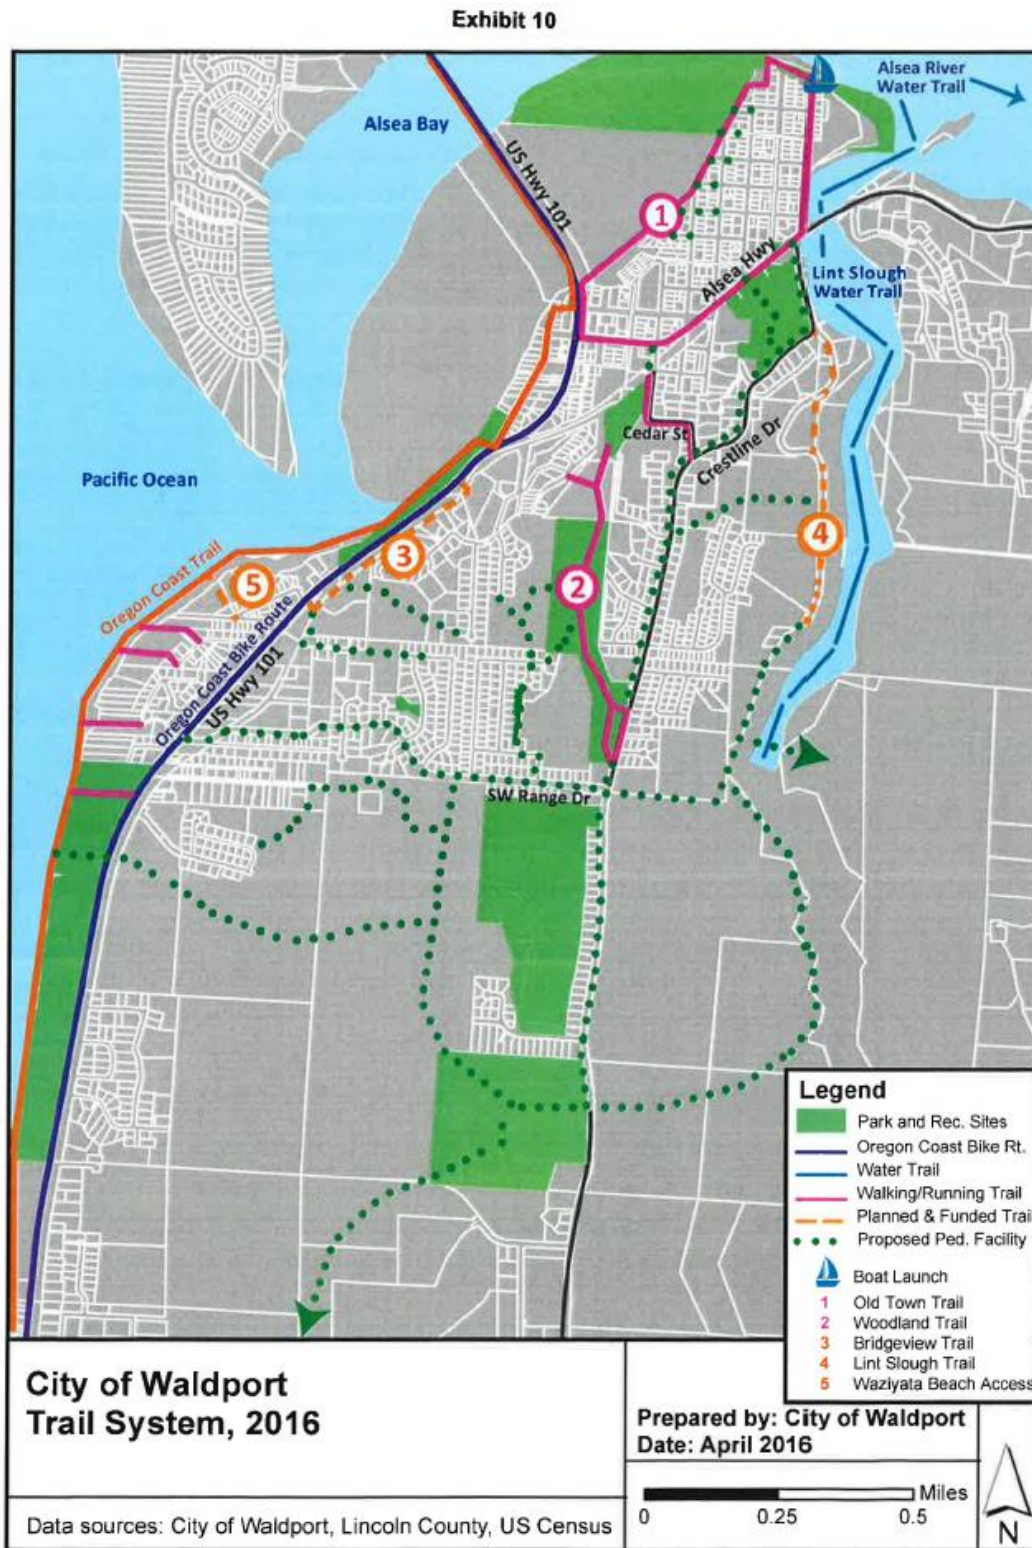 Exhibit 10
Alsea River
Water Trail
Alsea Bay
US Hwy 101
1
Alsea Hwy
Lint Slough
Water Trail
Cedar St
Crestline Dr
Pacific Ocean
Oregon Coast Trail
3
4
5
2
Oregon Coast Bike Route
US Hwy 101
SW Range Dr
Legend
Park and Rec. Sites
Oregon Coast Bike Rt.
Water Trail
Walking/Running Trail
Planned & Funded Trail
Proposed Ped. Facility
Boat Launch
1 Old Town Trail
2 Woodland Trail
3 Bridgeview Trail
4 Lint Slough Trail
5 Waziyata Beach Access
City of Waldport
Trail System, 2016
Prepared by: City of Waldport
Date: April 2016
Miles
0 0.25 0.5
N
Data sources: City of Waldport, Lincoln County, US Census